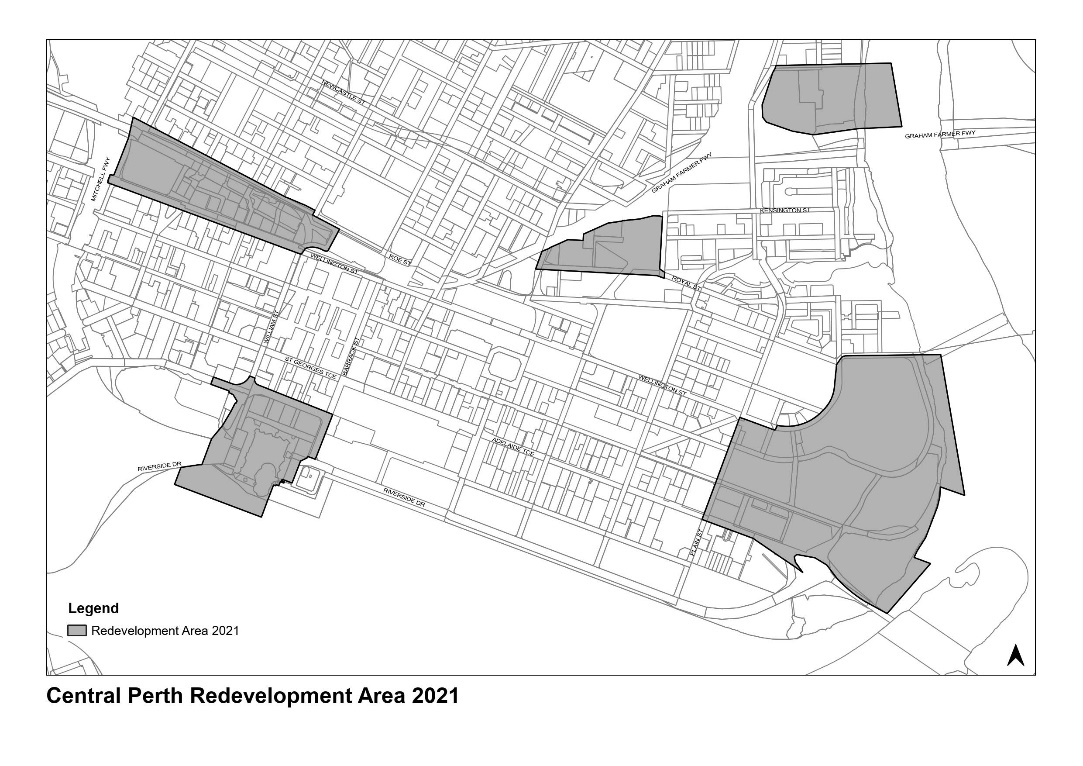 NEWCASTLE ST
GRAHAM FARMER FWY
MITCHELL FWY
GRAHAM FARMER FWY
KENSINGTON ST
ROE ST
WELLINGTON ST
ROYAL ST
WILLIAM ST
BARRACK ST
ST GEORGES TCE
WELLINGTON ST
ADELAIDE TCE
RIVERSIDE DR
RIVERSIDE DR
PLAIN ST
Legend
Redevelopment Area 2021
Central Perth Redevelopment Area 2021